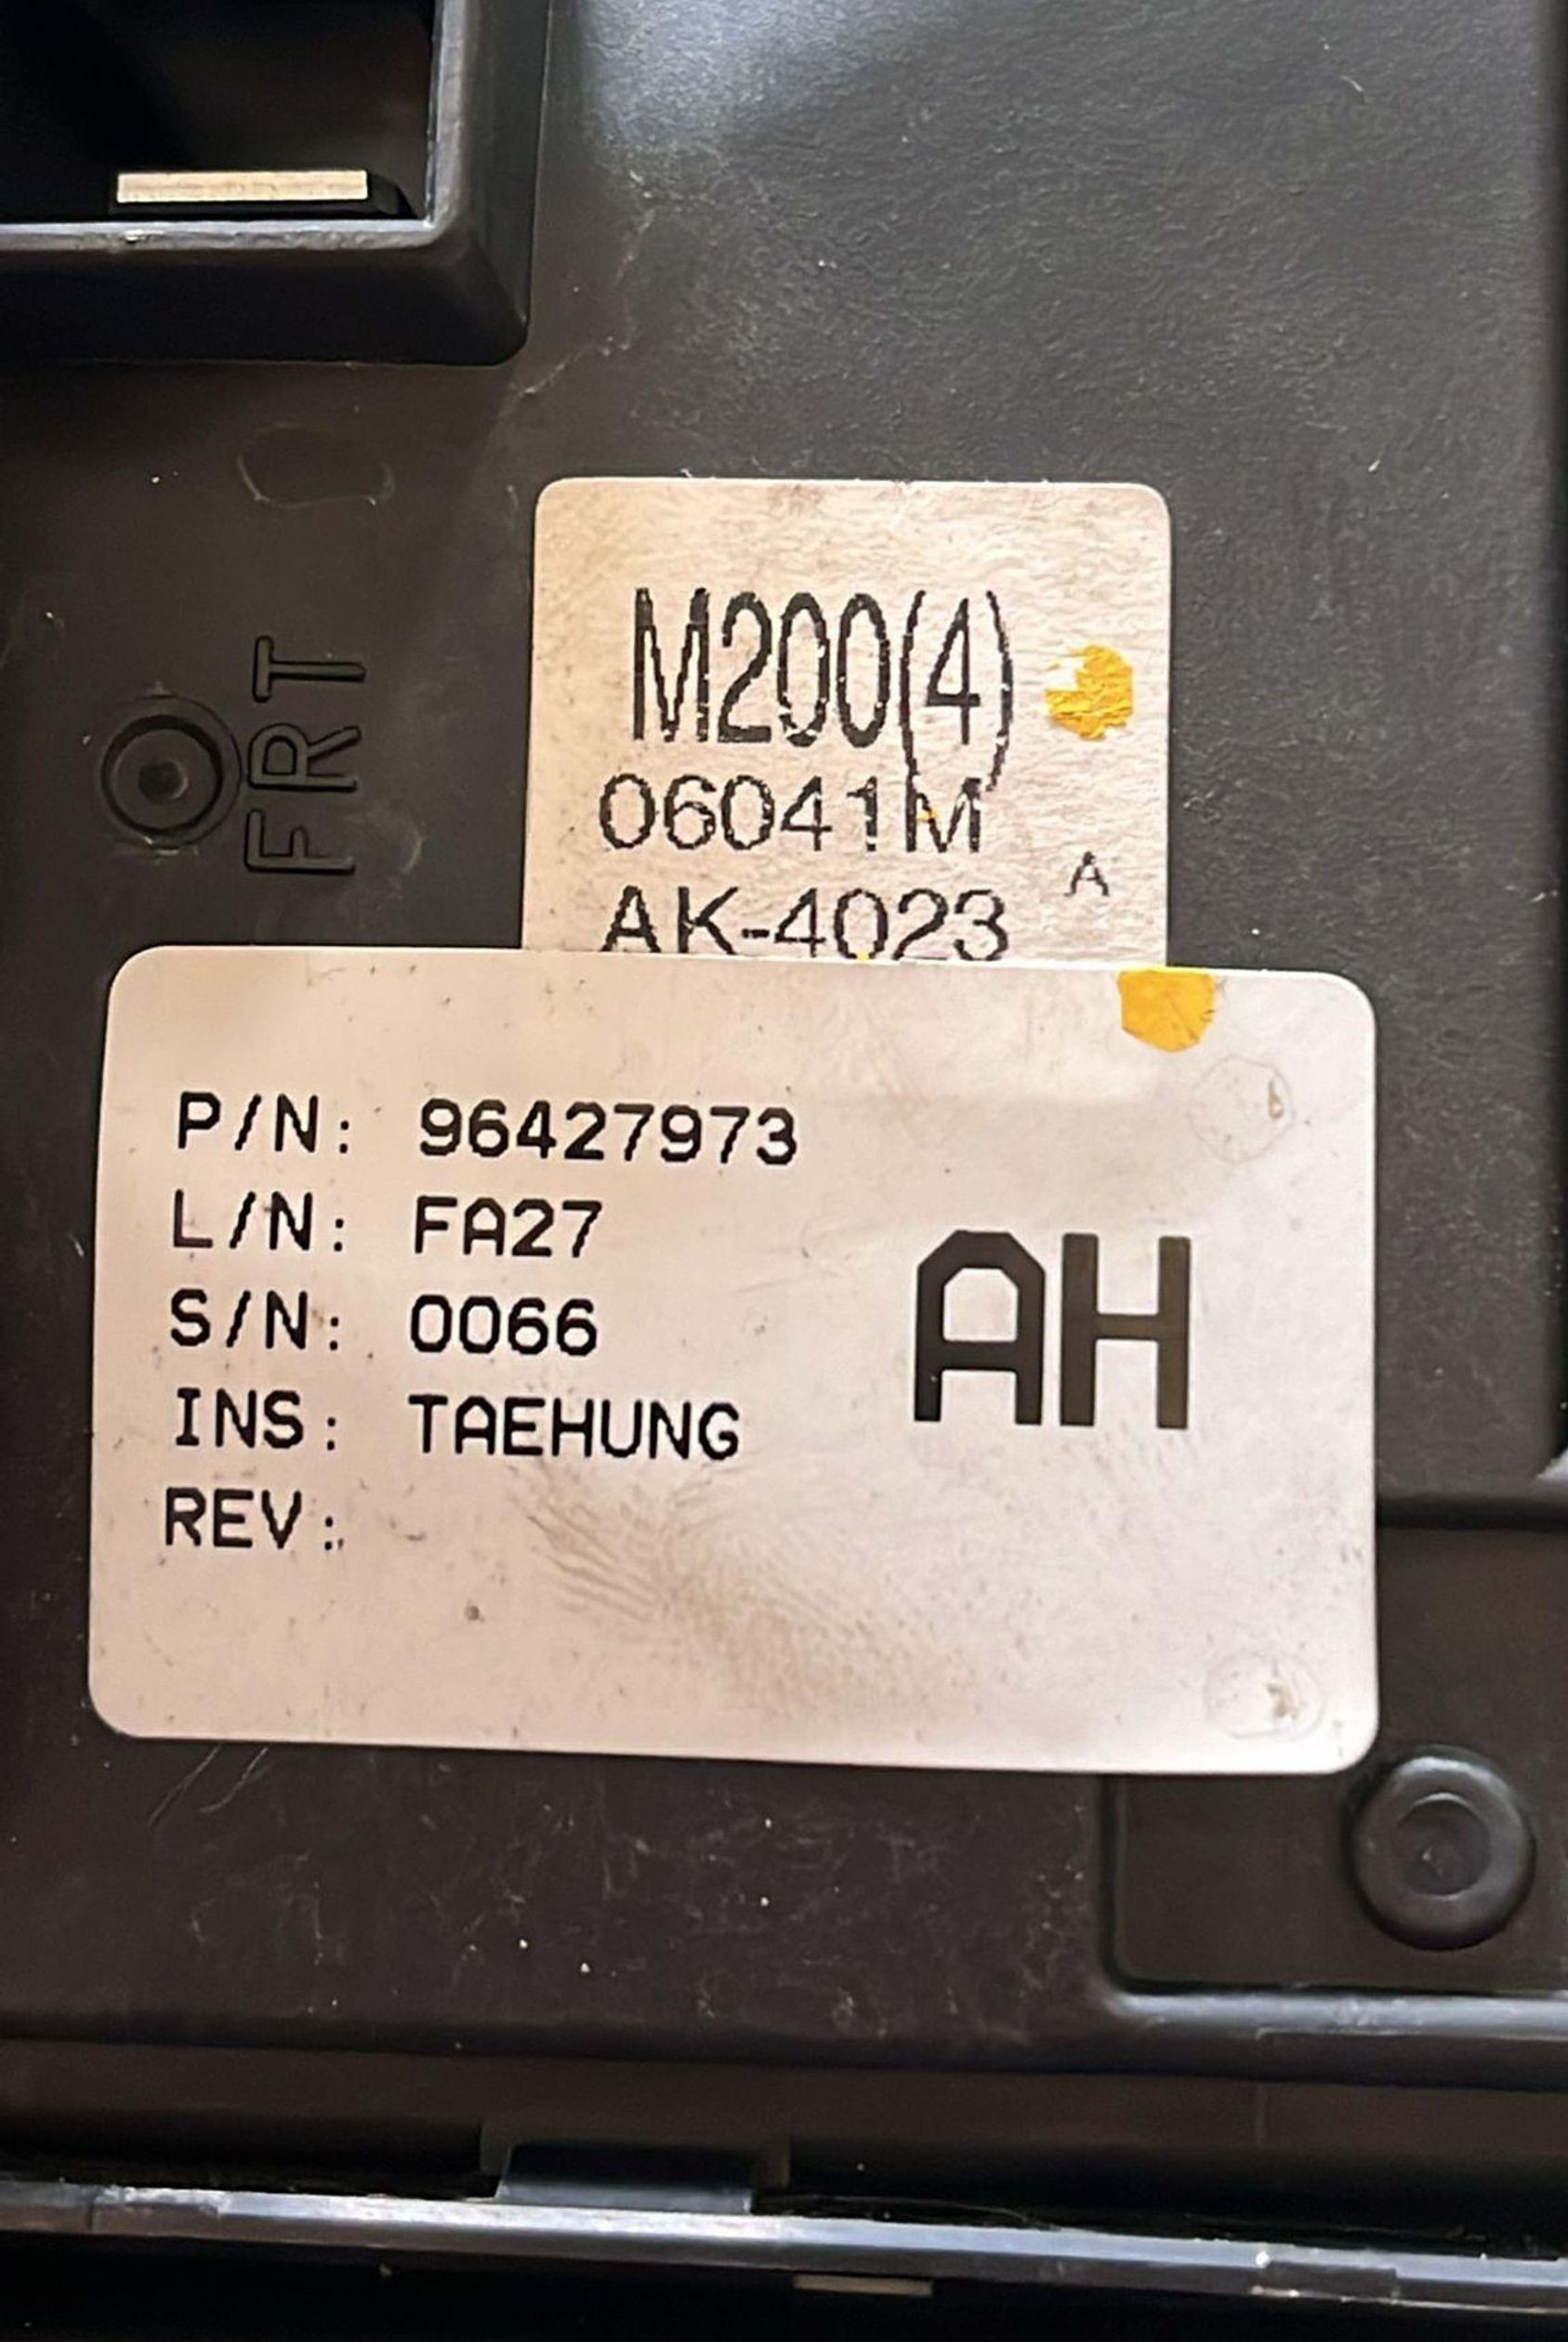 FRT
M200(4)
06041M
A
AK-4023
P/N: 96427973
L/N: FA27
S/N: 0066
INS: TAEHUNG
REV:
AH